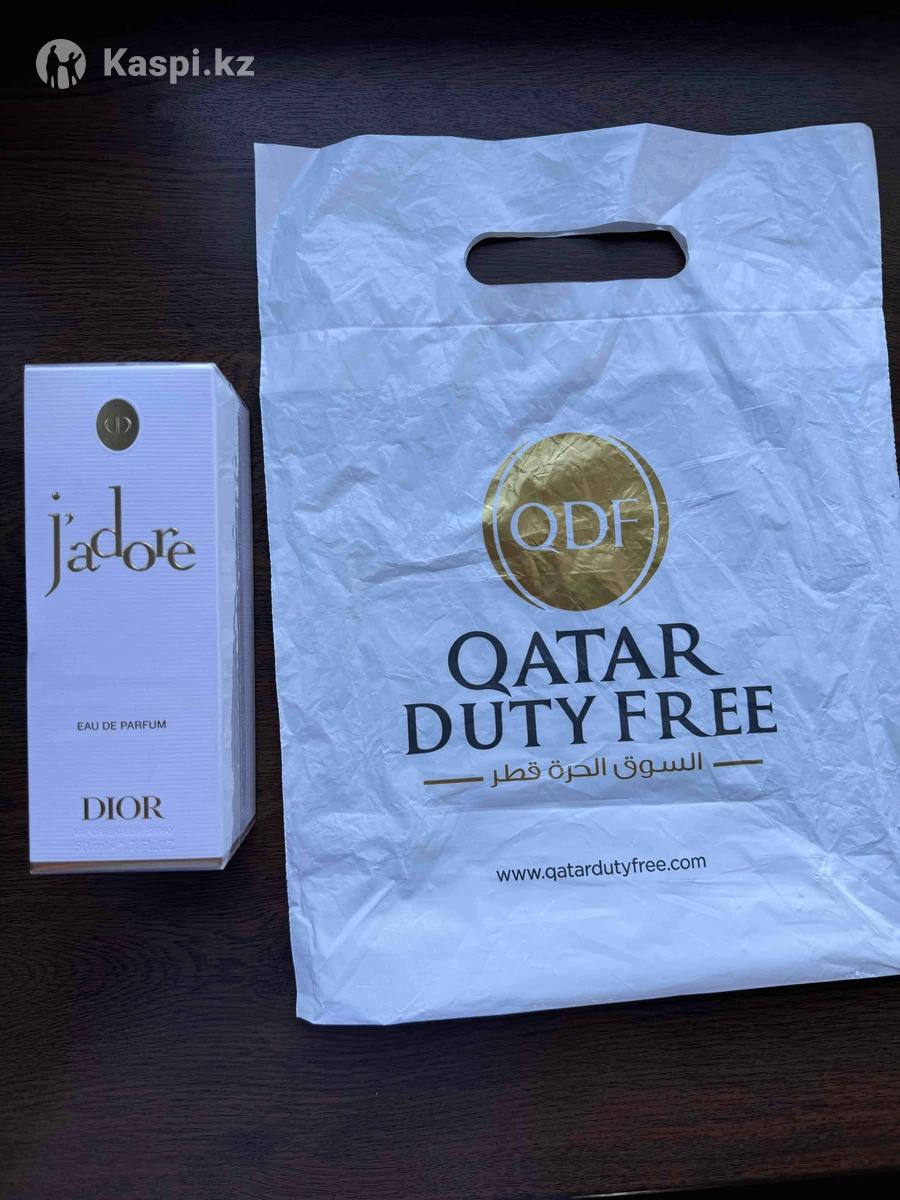 Kaspi.kz
j'adore
EAU DE PARFUM
DIOR
QDF
QATAR
DUTY FREE
السوق الحرة قطر
www.qatardutyfree.com